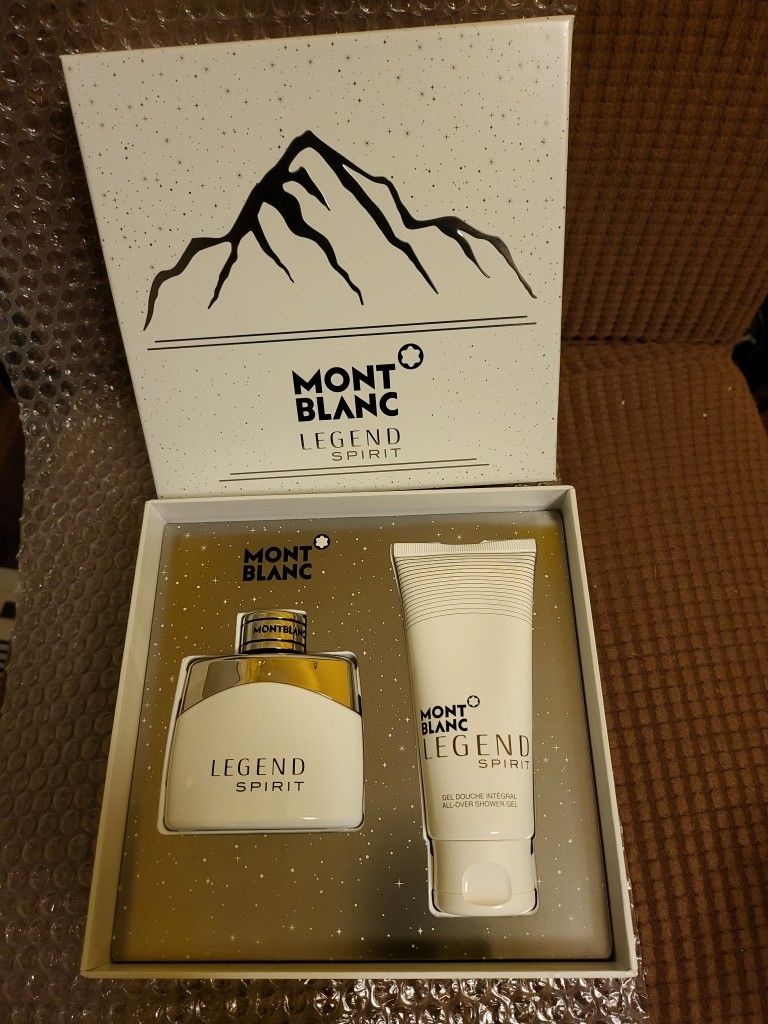 MONT
BLANC
LEGEND
SPIRIT
MONT
BLANC
MONTBLANC
LEGEND
SPIRIT
MONT
BLANC
LEGEND
SPIRIT
GEL DOUCHE INTÉGRAL
ALL-OVER SHOWER GEL